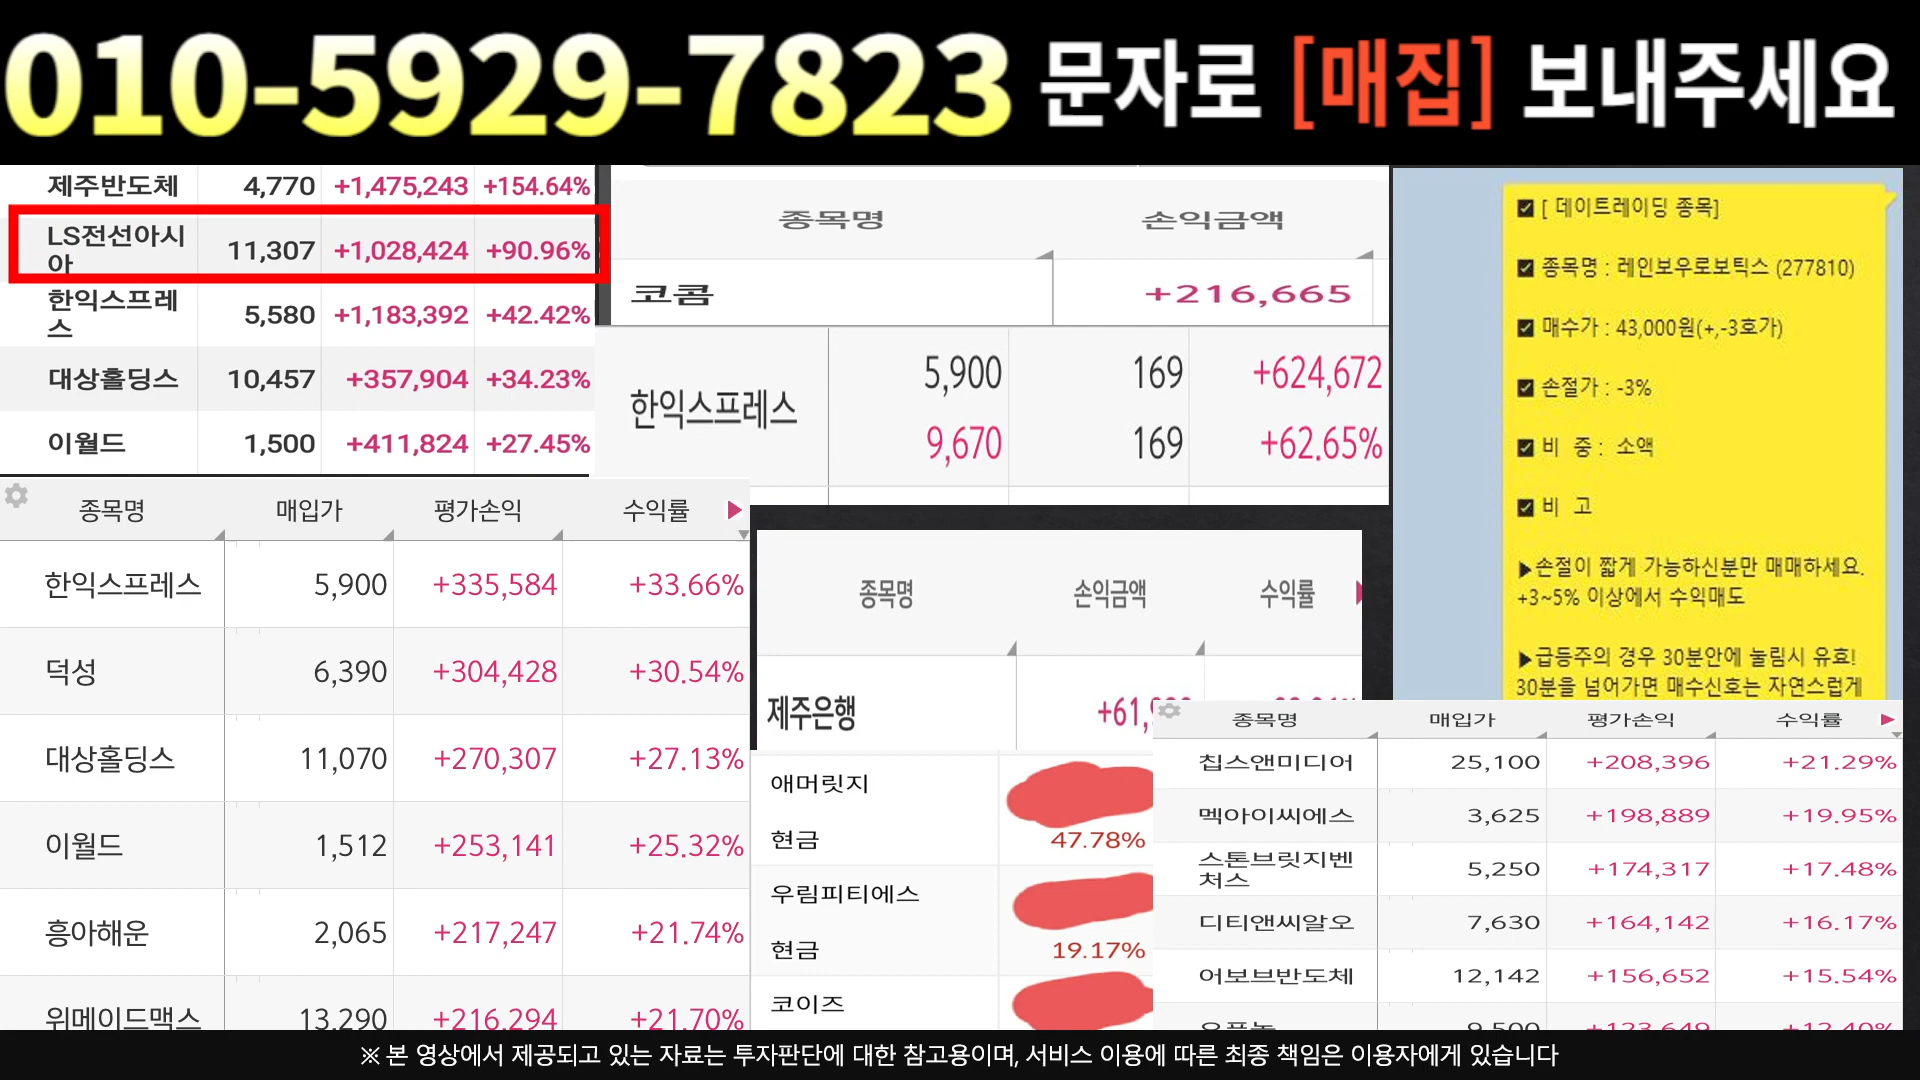 010-5929-7823 문자로 [매집] 보내주세요
제주반도체 4,770 +1,475,243 +154.64%
LS전선아시
아 11,307 +1,028,424 +90.96%
한익스프레
스 5,580 +1,183,392 +42.42%
대상홀딩스 10,457 +357,904 +34.23%
이월드 1,500 +411,824 +27.45%
종목명 손익금액
코콤 +216,665
한익스프레스 5,900 169 +624,672
9,670 169 +62.65%
[ 데이트레이딩 종목]
종목명 : 레인보우로보틱스 (277810)
매수가 : 43,000원(+,-3호가)
손절가 : -3%
비 중 : 소액
비 고
▶손절이 짧게 가능하신분만 매매하세요.
+3~5% 이상에서 수익매도
▶급등주의 경우 30분안에 눌림시 유효!
30분을 넘어가면 매수신호는 자연스럽게
종목명 매입가 평가손익 수익률
한익스프레스 5,900 +335,584 +33.66%
덕성 6,390 +304,428 +30.54%
대상홀딩스 11,070 +270,307 +27.13%
이월드 1,512 +253,141 +25.32%
흥아해운 2,065 +217,247 +21.74%
위메이드맥스 13,290 +216,294 +21.70%
종목명 손익금액 수익률
제주은행
애머릿지
현금 47.78%
우림피티에스
현금 19.17%
코이즈
종목명 매입가 평가손익 수익률
칩스앤미디어 25,100 +208,396 +21.29%
멕아이씨에스 3,625 +198,889 +19.95%
스톤브릿지벤
처스 5,250 +174,317 +17.48%
디티앤씨알오 7,630 +164,142 +16.17%
어보브반도체 12,142 +156,652 +15.54%
※ 본 영상에서 제공되고 있는 자료는 투자판단에 대한 참고용이며, 서비스 이용에 따른 최종 책임은 이용자에게 있습니다